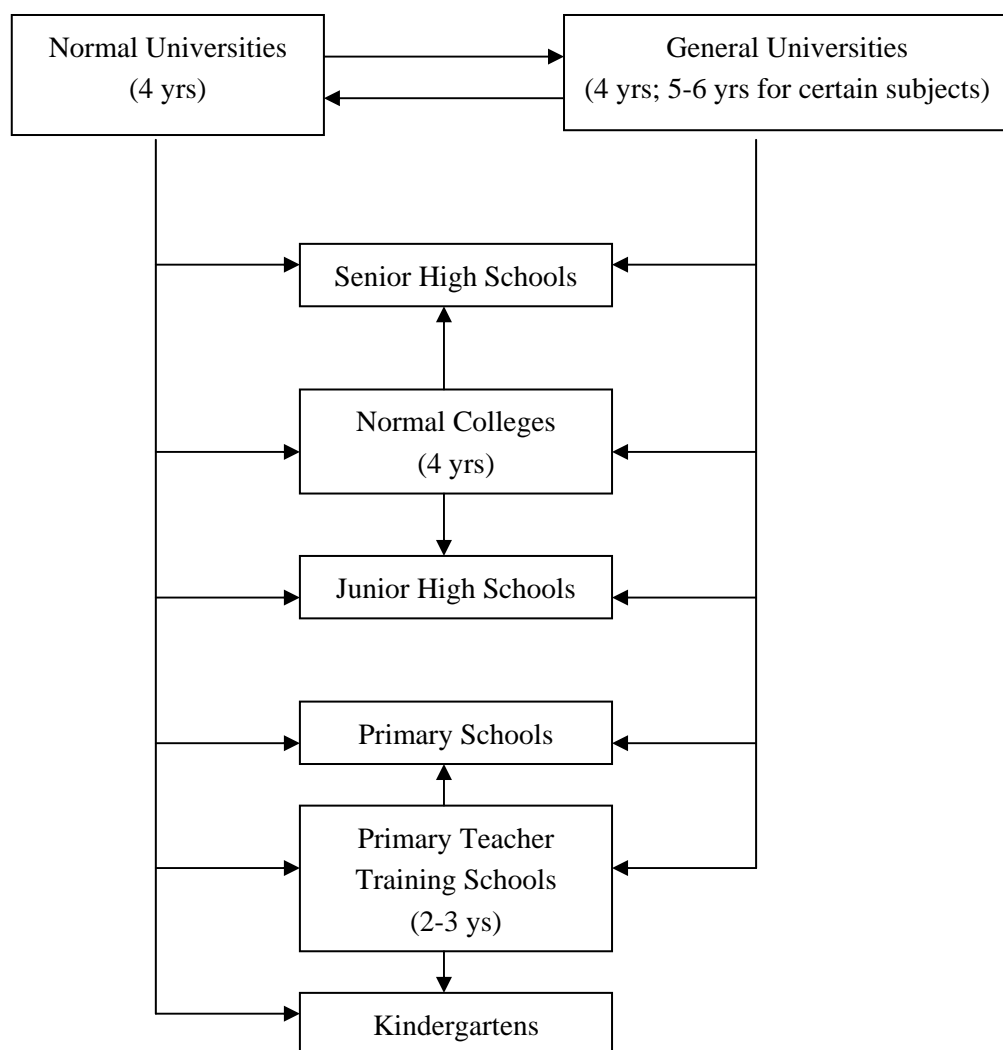 Normal Universities
(4 yrs)
General Universities
(4 yrs; 5-6 yrs for certain subjects)
Senior High Schools
Normal Colleges
(4 yrs)
Junior High Schools
Primary Schools
Primary Teacher
Training Schools
(2-3 ys)
Kindergartens